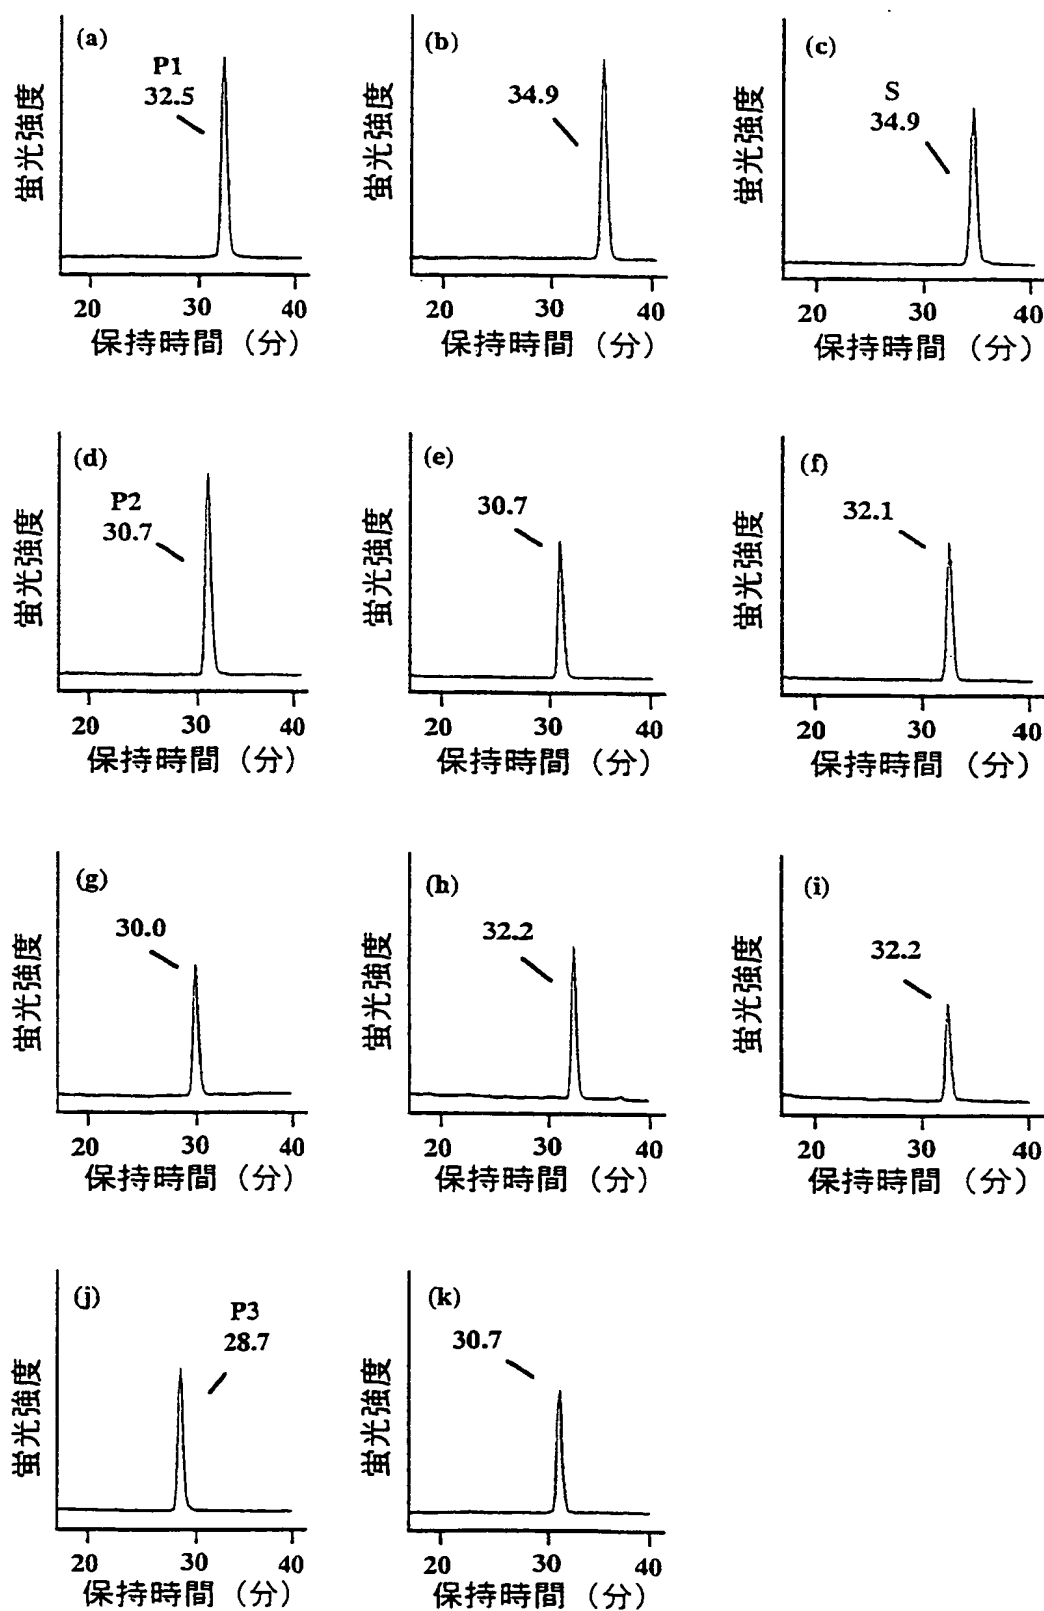 (a)
P1
32.5
蛍光強度
20 30 40
保持時間（分）
(b)
34.9
20 30 40
保持時間（分）
蛍光強度
(c)
S
34.9
蛍光強度
20 30 40
保持時間（分）
(d)
P2
30.7
蛍光強度
20 30 40
保持時間（分）
(e)
30.7
蛍光強度
20 30 40
保持時間（分）
(f)
32.1
蛍光強度
20 30 40
保持時間（分）
(g)
30.0
蛍光強度
20 30 40
保持時間（分）
(h)
32.2
蛍光強度
20 30 40
保持時間（分）
(i)
32.2
蛍光強度
20 30 40
保持時間（分）
(j)
P3
28.7
蛍光強度
20 30 40
保持時間（分）
(k)
30.7
蛍光強度
20 30 40
保持時間（分）